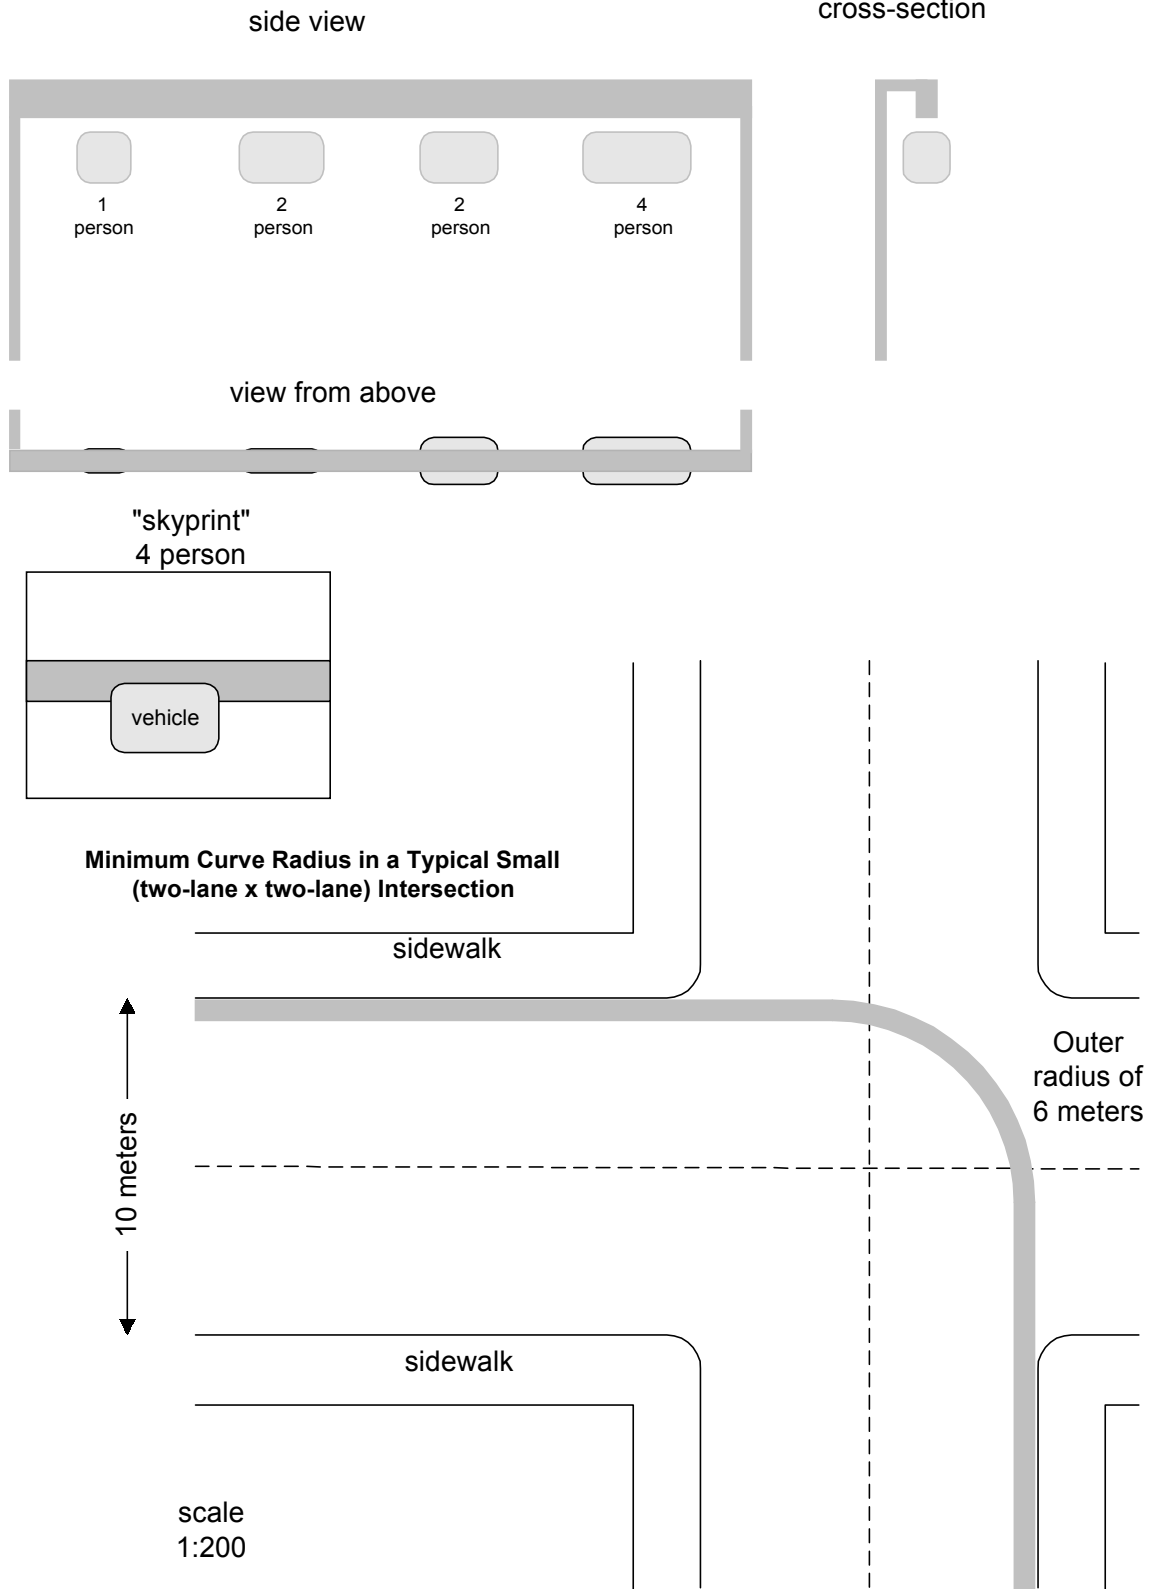 side view
cross-section
1
person
2
person
2
person
4
person
view from above
"skyprint"
4 person
vehicle
Minimum Curve Radius in a Typical Small
(two-lane x two-lane) Intersection
sidewalk
Outer
radius of
6 meters
10 meters
sidewalk
scale
1:200